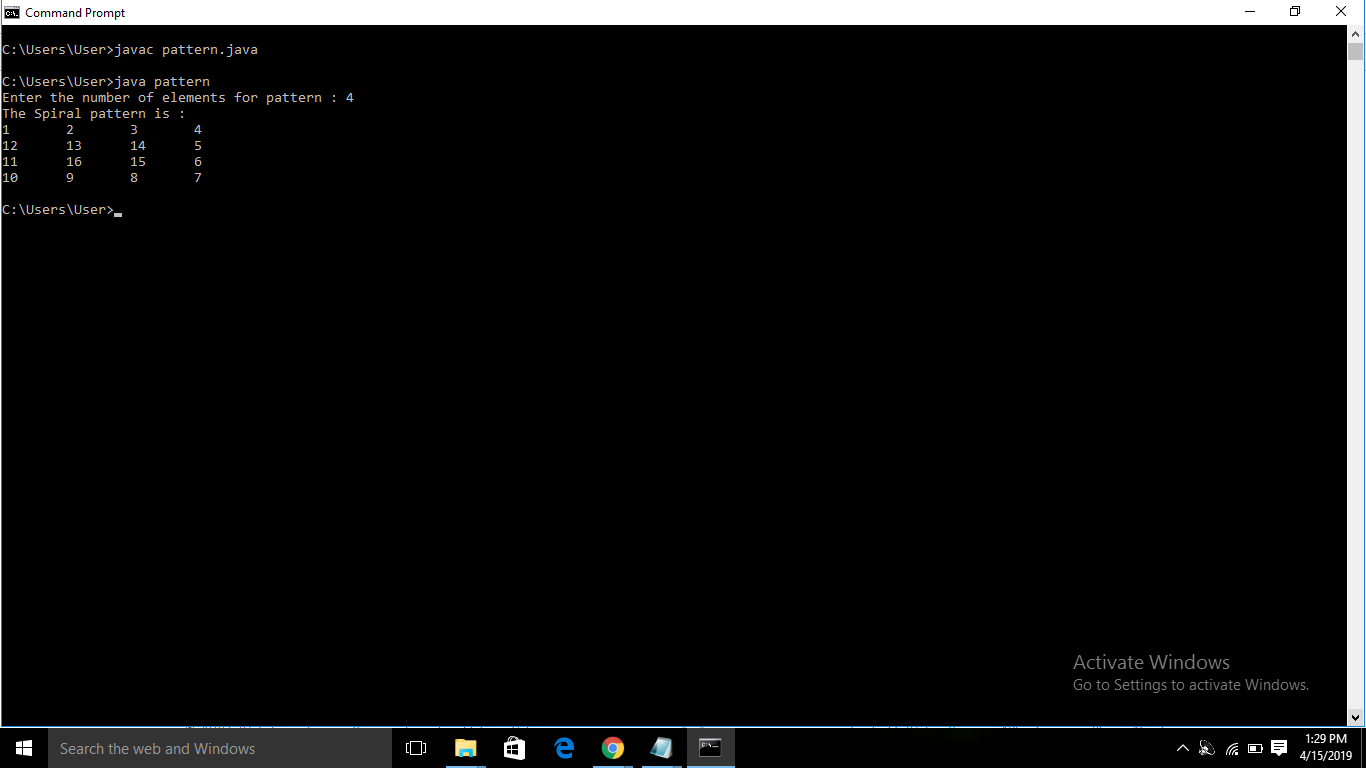 Command Prompt
C:\Users\User>javac pattern.java
C:\Users\User>java pattern
Enter the number of elements for pattern : 4
The Spiral pattern is :
1 2 3 4
12 13 14 5
11 16 15 6
10 9 8 7
C:\Users\User>
Activate Windows
Go to Settings to activate Windows.
Search the web and Windows
1:29 PM
4/15/2019